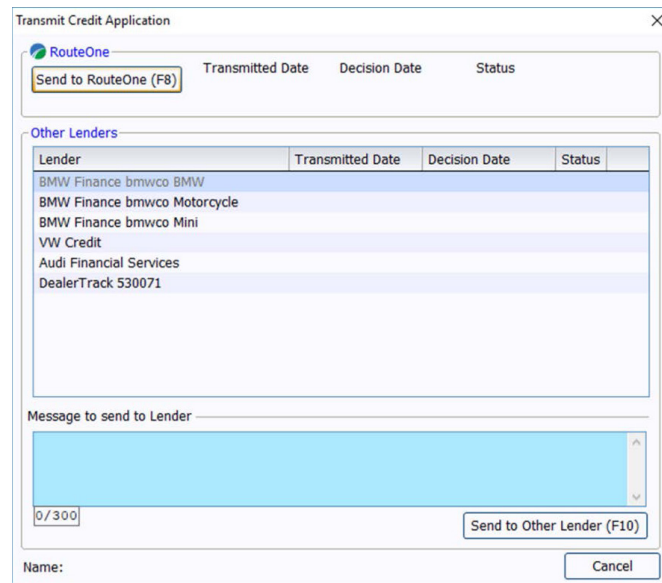 Transmit Credit Application
RouteOne
Send to RouteOne (F8)
Transmitted Date Decision Date Status
Other Lenders
Lender Transmitted Date Decision Date Status
BMW Finance bmwco BMW
BMW Finance bmwco Motorcycle
BMW Finance bmwco Mini
VW Credit
Audi Financial Services
DealerTrack 530071
Message to send to Lender
0/300
Send to Other Lender (F10)
Name:
Cancel